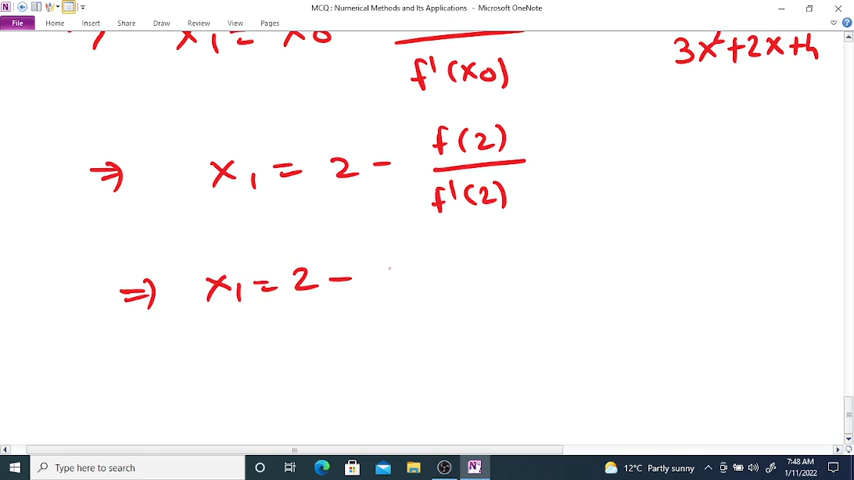 MCQ : Numerical Methods and Its Applications - Microsoft OneNote
File Home Insert Share Draw Review View Pages
⇒ x1 = x0
f'(x0)
3x²+2x+4
⇒ x1 = 2 - f(2)
f'(2)
⇒ x1 = 2 -
Type here to search
12°C Partly sunny
7:48 AM
1/11/2022